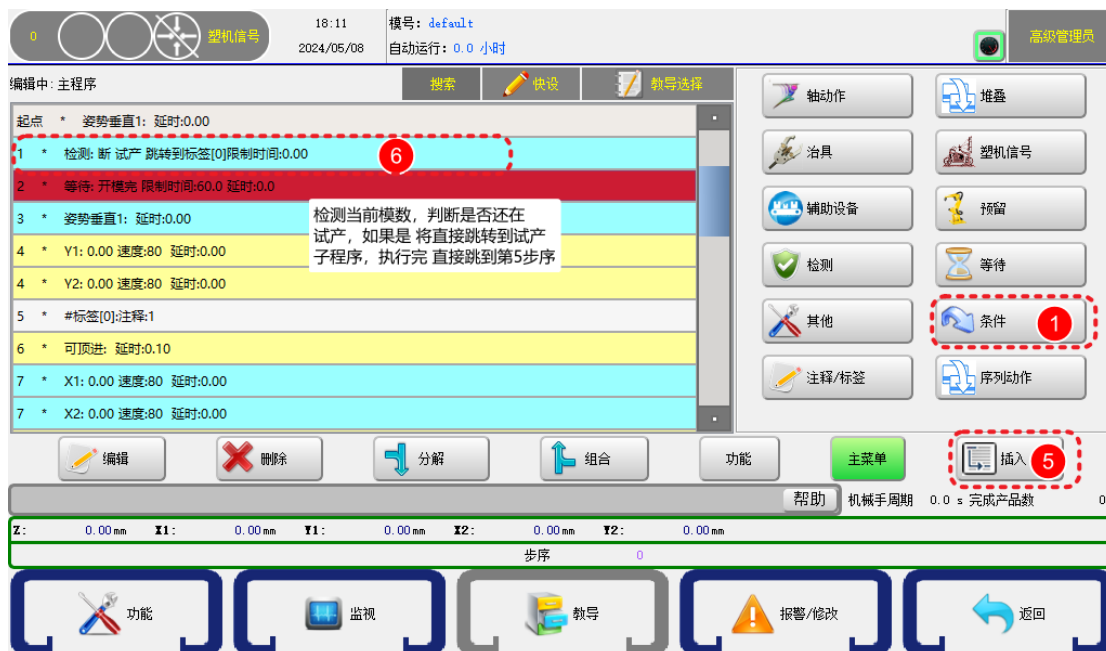 0 塑机信号
18:11
2024/05/08
模号: default
自动运行: 0.0 小时
高级管理员
编辑中: 主程序
搜索
快设
教导选择
起点 * 姿势垂直1: 延时:0.00
1 * 检测: 断 试产 跳转到标签[0]限制时间:0.00
6
2 * 等待: 开模完 限制时间:60.0 延时:0.0
3 * 姿势垂直1: 延时:0.00
4 * Y1: 0.00 速度:80 延时:0.00
4 * Y2: 0.00 速度:80 延时:0.00
5 * #标签[0]:注释:1
6 * 可顶进: 延时:0.10
7 * X1: 0.00 速度:80 延时:0.00
7 * X2: 0.00 速度:80 延时:0.00
检测当前模数，判断是否还在
试产，如果是 将直接跳转到试产
子程序，执行完 直接跳到第5步序
轴动作
堆叠
治具
塑机信号
辅助设备
预留
检测
等待
其他
条件 1
注释/标签
序列动作
编辑
删除
分解
组合
功能
主菜单
插入 5
帮助
机械手周期 0.0 s 完成产品数 0
Z: 0.00mm X1: 0.00mm Y1: 0.00mm X2: 0.00mm Y2: 0.00mm
步序 0
功能
监视
教导
报警/修改
返回